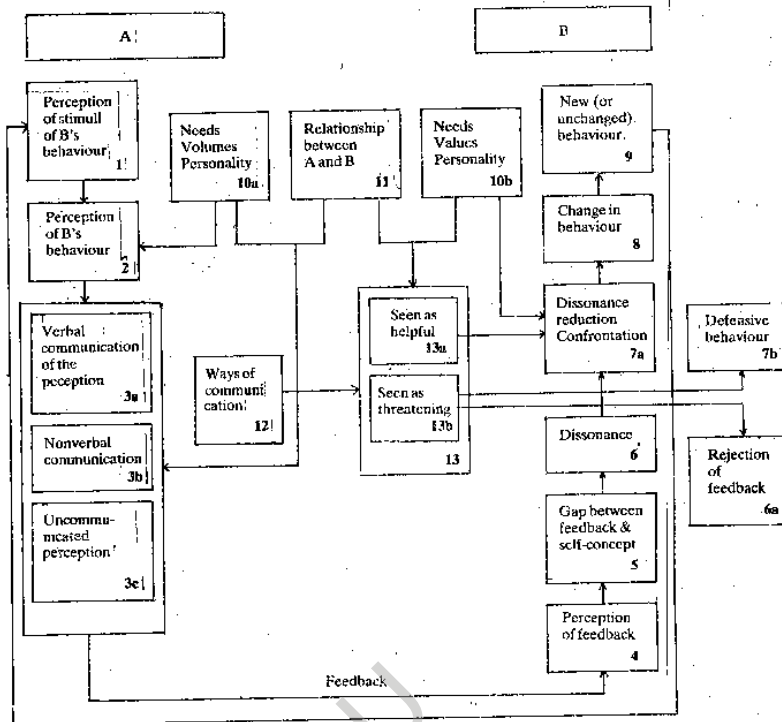 A
B
Perception
of stimuli
of B's
behaviour
1
Needs
Volumes
Personality
10a
Relationship
between
A and B
11
Needs
Values
Personality
10b
New (or
unchanged).
behaviour.
9
Perception
of B's
behaviour
2
Change in
behaviour
8
Verbal
communication
of the
peception
3a
Nonverbal
communication
3b
Uncommu-
nicated
perception
3c
Ways of
communi
cation
12
Seen as
helpful
13a
Seen as
threatening
13b
13
Dissonance
reduction
Confrontation
7a
Defensive
behaviour
7b
Dissonance
6
Rejection
of
feedback
6a
Gap between
feedback &
self-concept
5
Perception
of feedback
4
Feedback